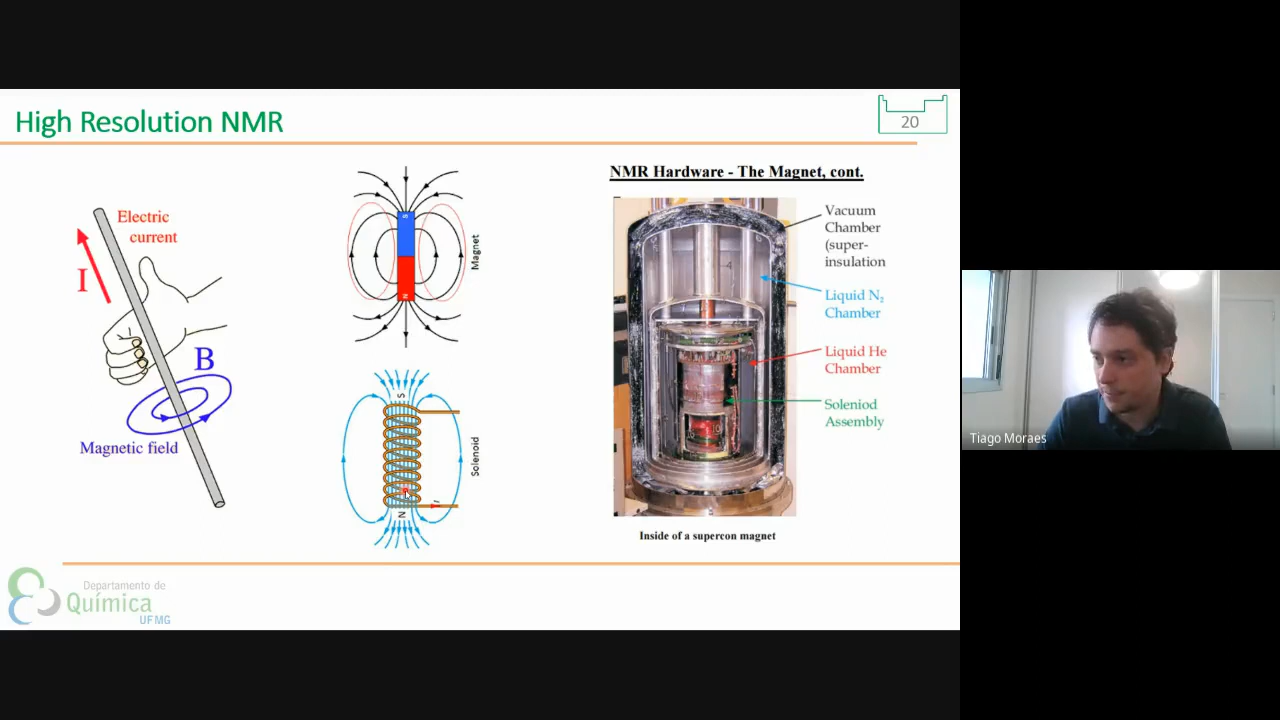 High Resolution NMR
20
Electric
current
I
B
Magnetic field
S
N
Magnet
S
N
I
Solenoid
NMR Hardware - The Magnet, cont.
Vacuum
Chamber
(super-
insulation
Liquid N₂
Chamber
Liquid He
Chamber
Soleniod
Assembly
Inside of a supercon magnet
Departamento de
Química
UFMG
Tiago Moraes